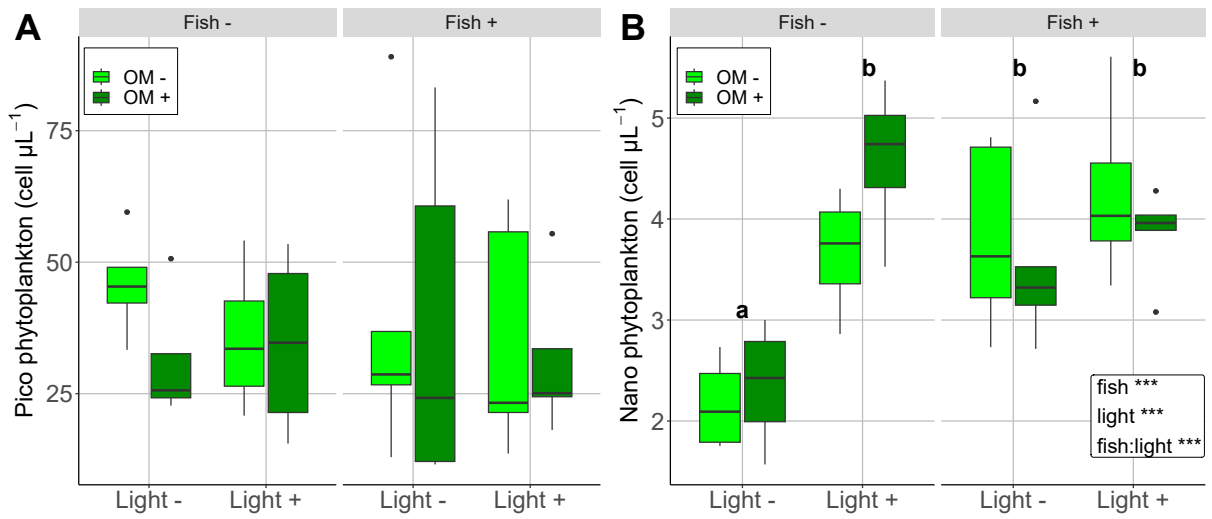 A
Fish -
Fish +
OM -
OM +
Pico phytoplankton (cell µL⁻¹)
75
50
25
Light -
Light +
Light -
Light +
B
Fish -
Fish +
OM -
OM +
Nano phytoplankton (cell µL⁻¹)
5
4
3
2
a
b
b
b
fish ***
light ***
fish:light ***
Light -
Light +
Light -
Light +